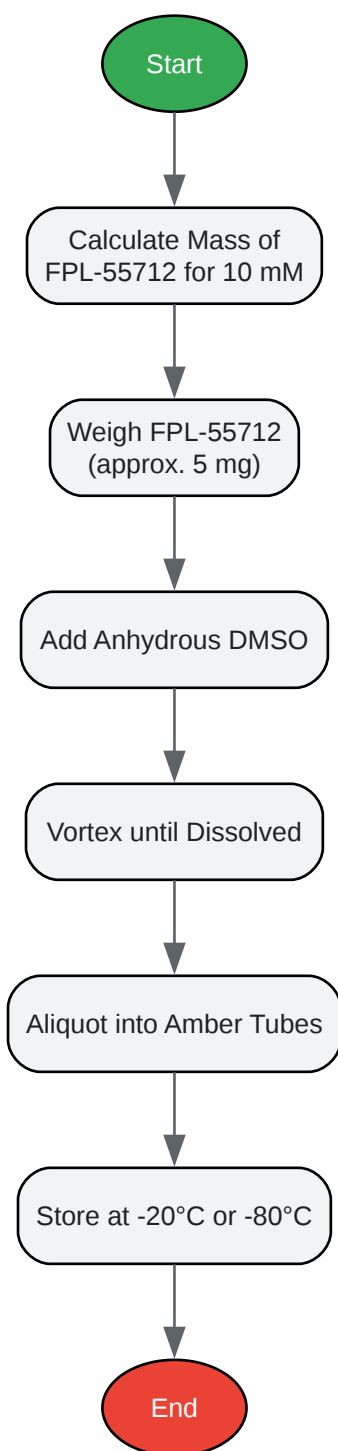 Start
Calculate Mass of
FPL-55712 for 10 mM
Weigh FPL-55712
(approx. 5 mg)
Add Anhydrous DMSO
Vortex until Dissolved
Aliquot into Amber Tubes
Store at -20°C or -80°C
End